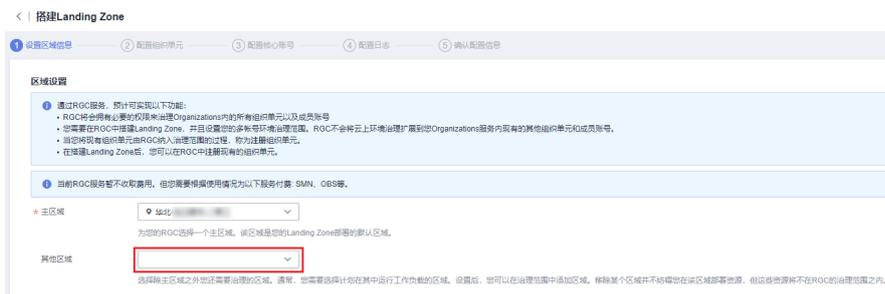 搭建Landing Zone
1 设置区域信息 2 配置组织单元 3 配置核心账号 4 配置日志 5 确认配置信息
区域设置
通过RGC服务，预计可实现以下功能：
• RGC将会拥有必要的权限来治理Organizations内的所有组织单元以及成员账号
• 您需要在RGC中搭建Landing Zone，并且设置您的多帐号环境治理范围。RGC不会将云上环境治理扩展到您Organizations服务内现有的其他组织单元和成员账号。
• 当您将现有组织单元由RGC纳入治理范围的过程，称为注册组织单元。
• 在搭建Landing Zone后，您可以在RGC中注册现有的组织单元。
当前RGC服务暂不收取费用。但您需要根据使用情况为以下服务付费: SMN、OBS等。
* 主区域 华北
为您的RGC选择一个主区域。该区域是您的Landing Zone部署的默认区域。
其他区域
选择除主区域之外您还需要治理的区域。通常，您需要选择计划在其中运行工作负载的区域。设置后，您可以在治理范围中添加区域。移除某个区域并不妨碍您在该区域部署资源，但这些资源将不在RGC的治理范围之内。